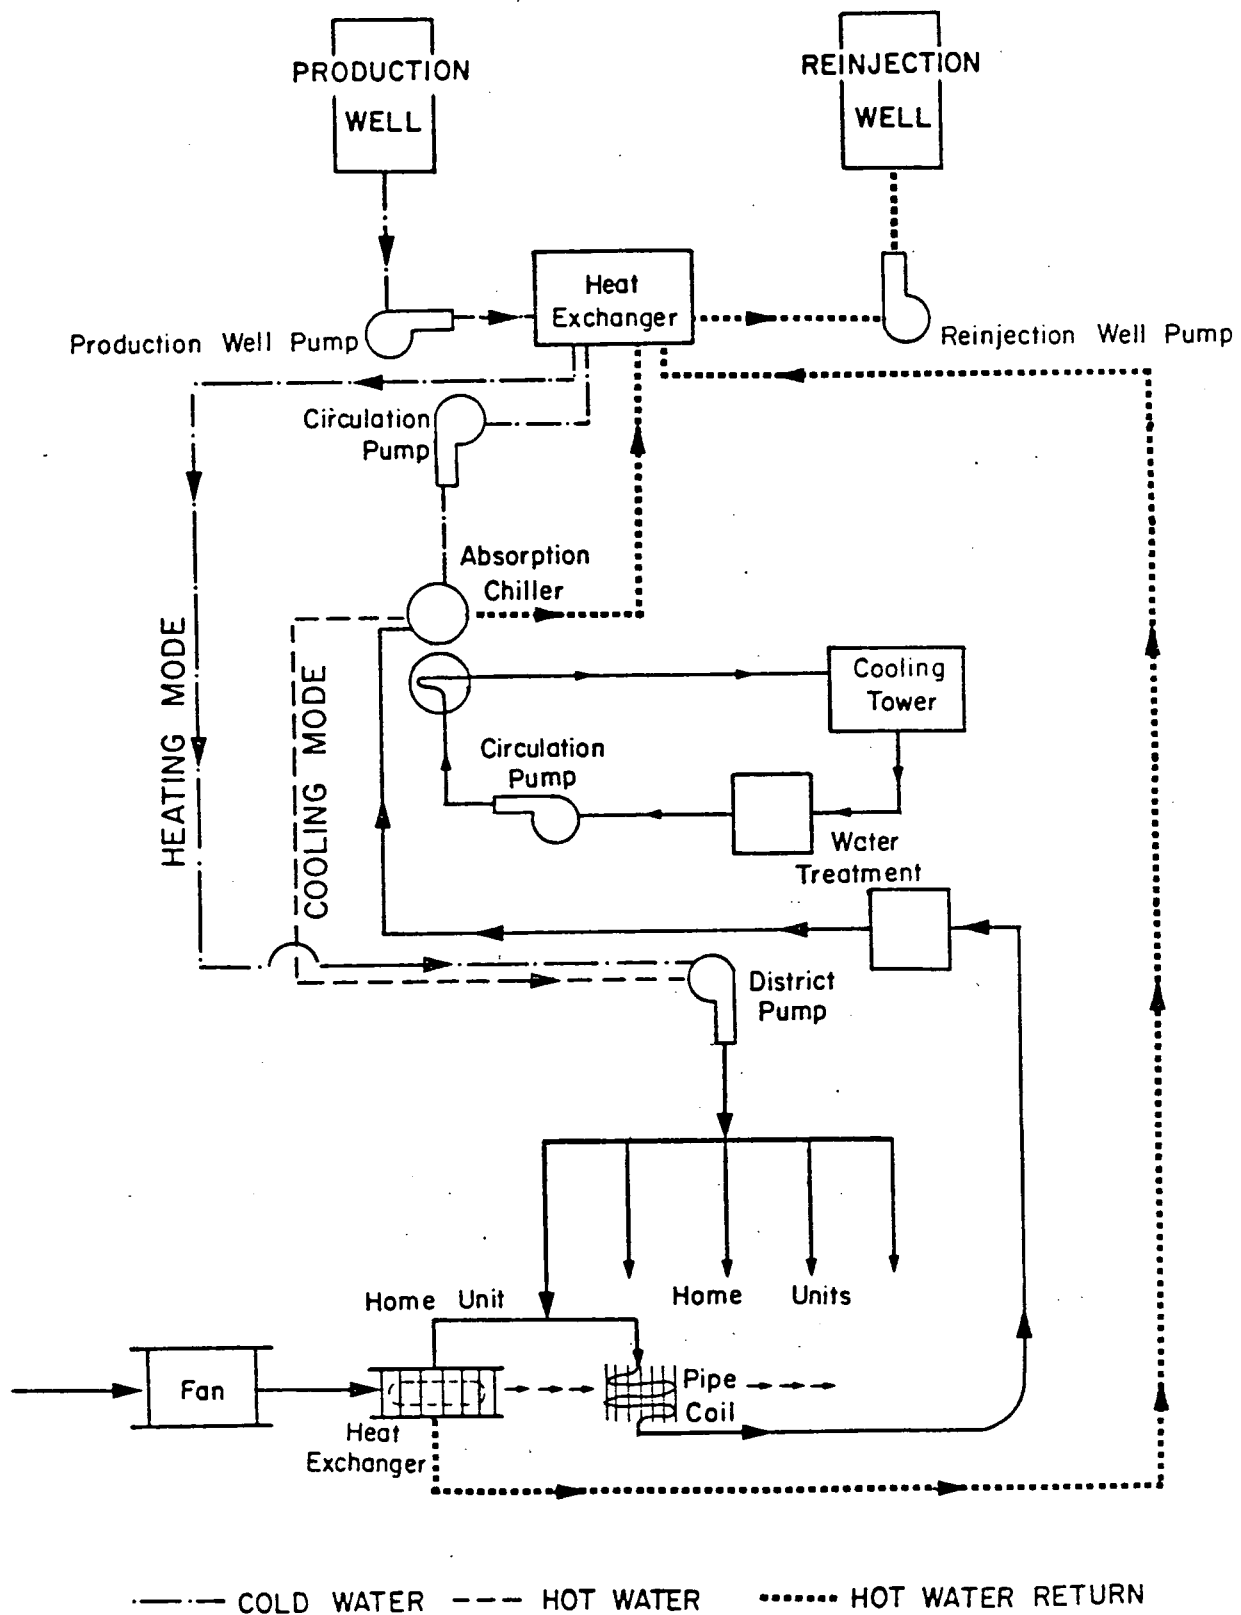 PRODUCTION
WELL
REINJECTION
WELL
Heat
Exchanger
Production Well Pump
Reinjection Well Pump
Circulation
Pump
Absorption
Chiller
HEATING MODE
COOLING MODE
Cooling
Tower
Circulation
Pump
Water
Treatment
District
Pump
Home Unit
Home Units
Fan
Pipe
Coil
Heat
Exchanger
COLD WATER
HOT WATER
HOT WATER RETURN